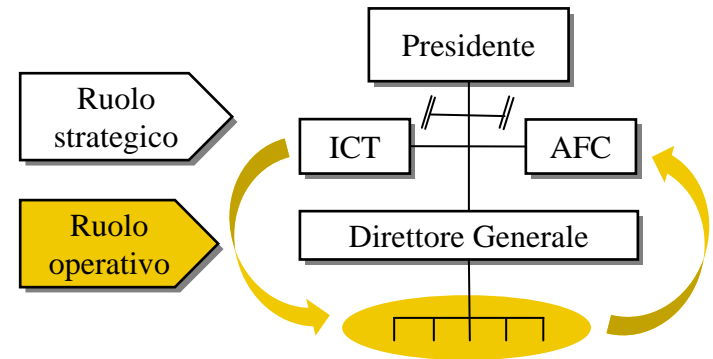 Presidente
Ruolo
strategico
ICT
AFC
Ruolo
operativo
Direttore Generale